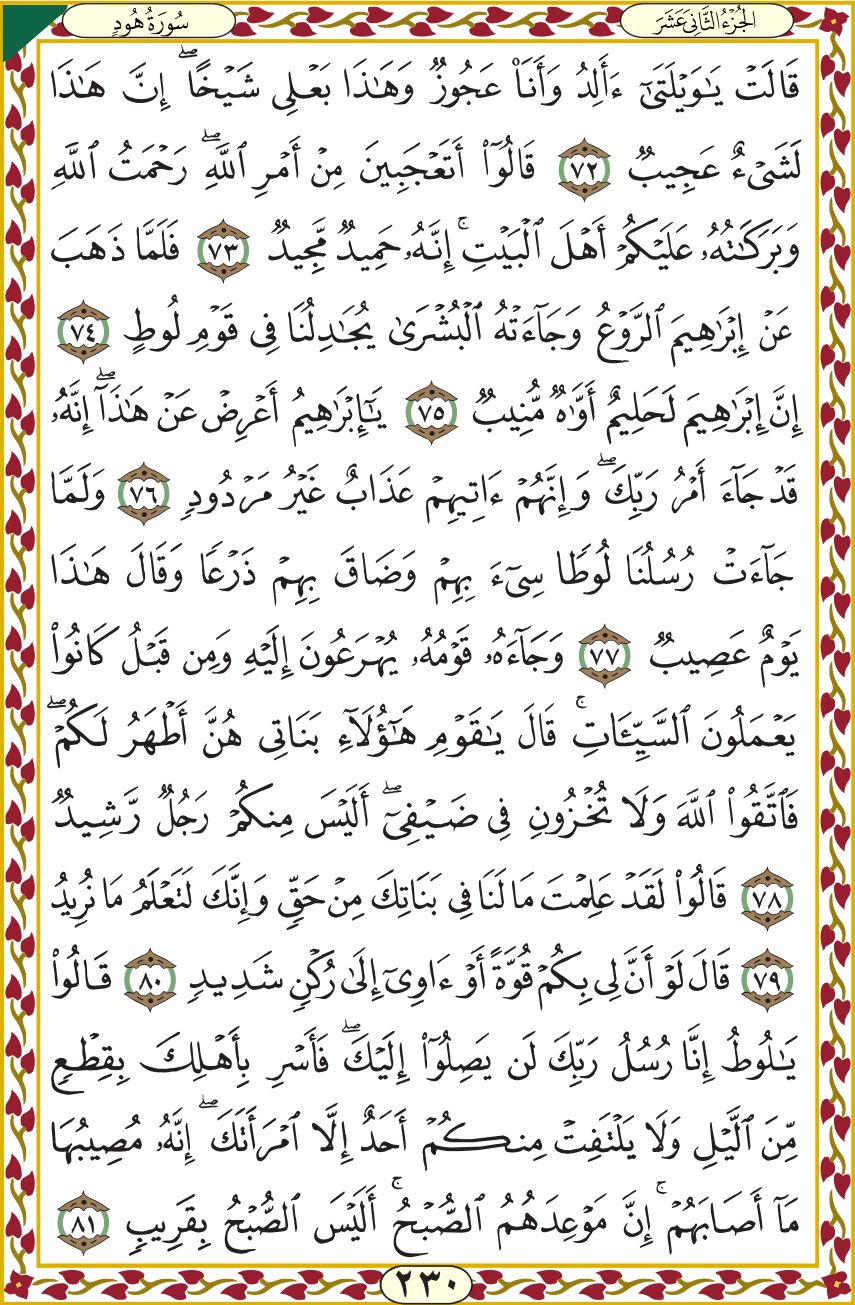 الجُزْءُ الثَّانِيَ عَشَرَ
سُورَةُ هُودٍ
قَالَتْ يَٰوَيْلَتَىٰٓ ءَأَلِدُ وَأَنَا۠ عَجُوزٌ وَهَٰذَا بَعْلِى شَيْخًا ۖ إِنَّ هَٰذَا
لَشَىْءٌ عَجِيبٌ ٧٢ قَالُوٓا۟ أَتَعْجَبِينَ مِنْ أَمْرِ ٱللَّهِ ۖ رَحْمَتُ ٱللَّهِ
وَبَرَكَٰتُهُۥ عَلَيْكُمْ أَهْلَ ٱلْبَيْتِ ۚ إِنَّهُۥ حَمِيدٌ مَّجِيدٌ ٧٣ فَلَمَّا ذَهَبَ
عَنْ إِبْرَٰهِيمَ ٱلرَّوْعُ وَجَآءَتْهُ ٱلْبُشْرَىٰ يُجَٰدِلُنَا فِى قَوْمِ لُوطٍ ٧٤
إِنَّ إِبْرَٰهِيمَ لَحَلِيمٌ أَوَّٰهٌ مُّنِيبٌ ٧٥ يَٰٓإِبْرَٰهِيمُ أَعْرِضْ عَنْ هَٰذَآ ۖ إِنَّهُۥ
قَدْ جَآءَ أَمْرُ رَبِّكَ ۖ وَإِنَّهُمْ ءَاتِيهِمْ عَذَابٌ غَيْرُ مَرْدُودٍ ٧٦ وَلَمَّا
جَآءَتْ رُسُلُنَا لُوطًا سِىٓءَ بِهِمْ وَضَاقَ بِهِمْ ذَرْعًا وَقَالَ هَٰذَا
يَوْمٌ عَصِيبٌ ٧٧ وَجَآءَهُۥ قَوْمُهُۥ يُهْرَعُونَ إِلَيْهِ وَمِن قَبْلُ كَانُوا۟
يَعْمَلُونَ ٱلسَّيِّـَٔاتِ ۚ قَالَ يَٰقَوْمِ هَٰٓؤُلَآءِ بَنَاتِى هُنَّ أَطْهَرُ لَكُمْ ۖ
فَٱتَّقُوا۟ ٱللَّهَ وَلَا تُخْزُونِ فِى ضَيْفِىٓ ۖ أَلَيْسَ مِنكُمْ رَجُلٌ رَّشِيدٌ
٧٨ قَالُوا۟ لَقَدْ عَلِمْتَ مَا لَنَا فِى بَنَاتِكَ مِنْ حَقٍّ وَإِنَّكَ لَتَعْلَمُ مَا نُرِيدُ
٧٩ قَالَ لَوْ أَنَّ لِى بِكُمْ قُوَّةً أَوْ ءَاوِىٓ إِلَىٰ رُكْنٍ شَدِيدٍ ٨٠ قَالُوا۟
يَٰلُوطُ إِنَّا رُسُلُ رَبِّكَ لَن يَصِلُوٓا۟ إِلَيْكَ ۖ فَأَسْرِ بِأَهْلِكَ بِقِطْعٍ
مِّنَ ٱلَّيْلِ وَلَا يَلْتَفِتْ مِنكُمْ أَحَدٌ إِلَّا ٱمْرَأَتَكَ ۖ إِنَّهُۥ مُصِيبُهَا
مَآ أَصَابَهُمْ ۚ إِنَّ مَوْعِدَهُمُ ٱلصُّبْحُ ۚ أَلَيْسَ ٱلصُّبْحُ بِقَرِيبٍ ٨١
٢٣٠